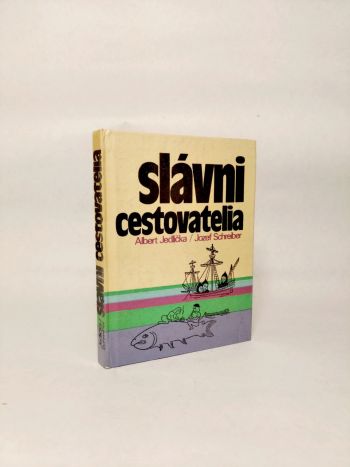 slávni
cestovatelia
Albert Jedlička / Jozef Schreiber
slávni cestovatelia